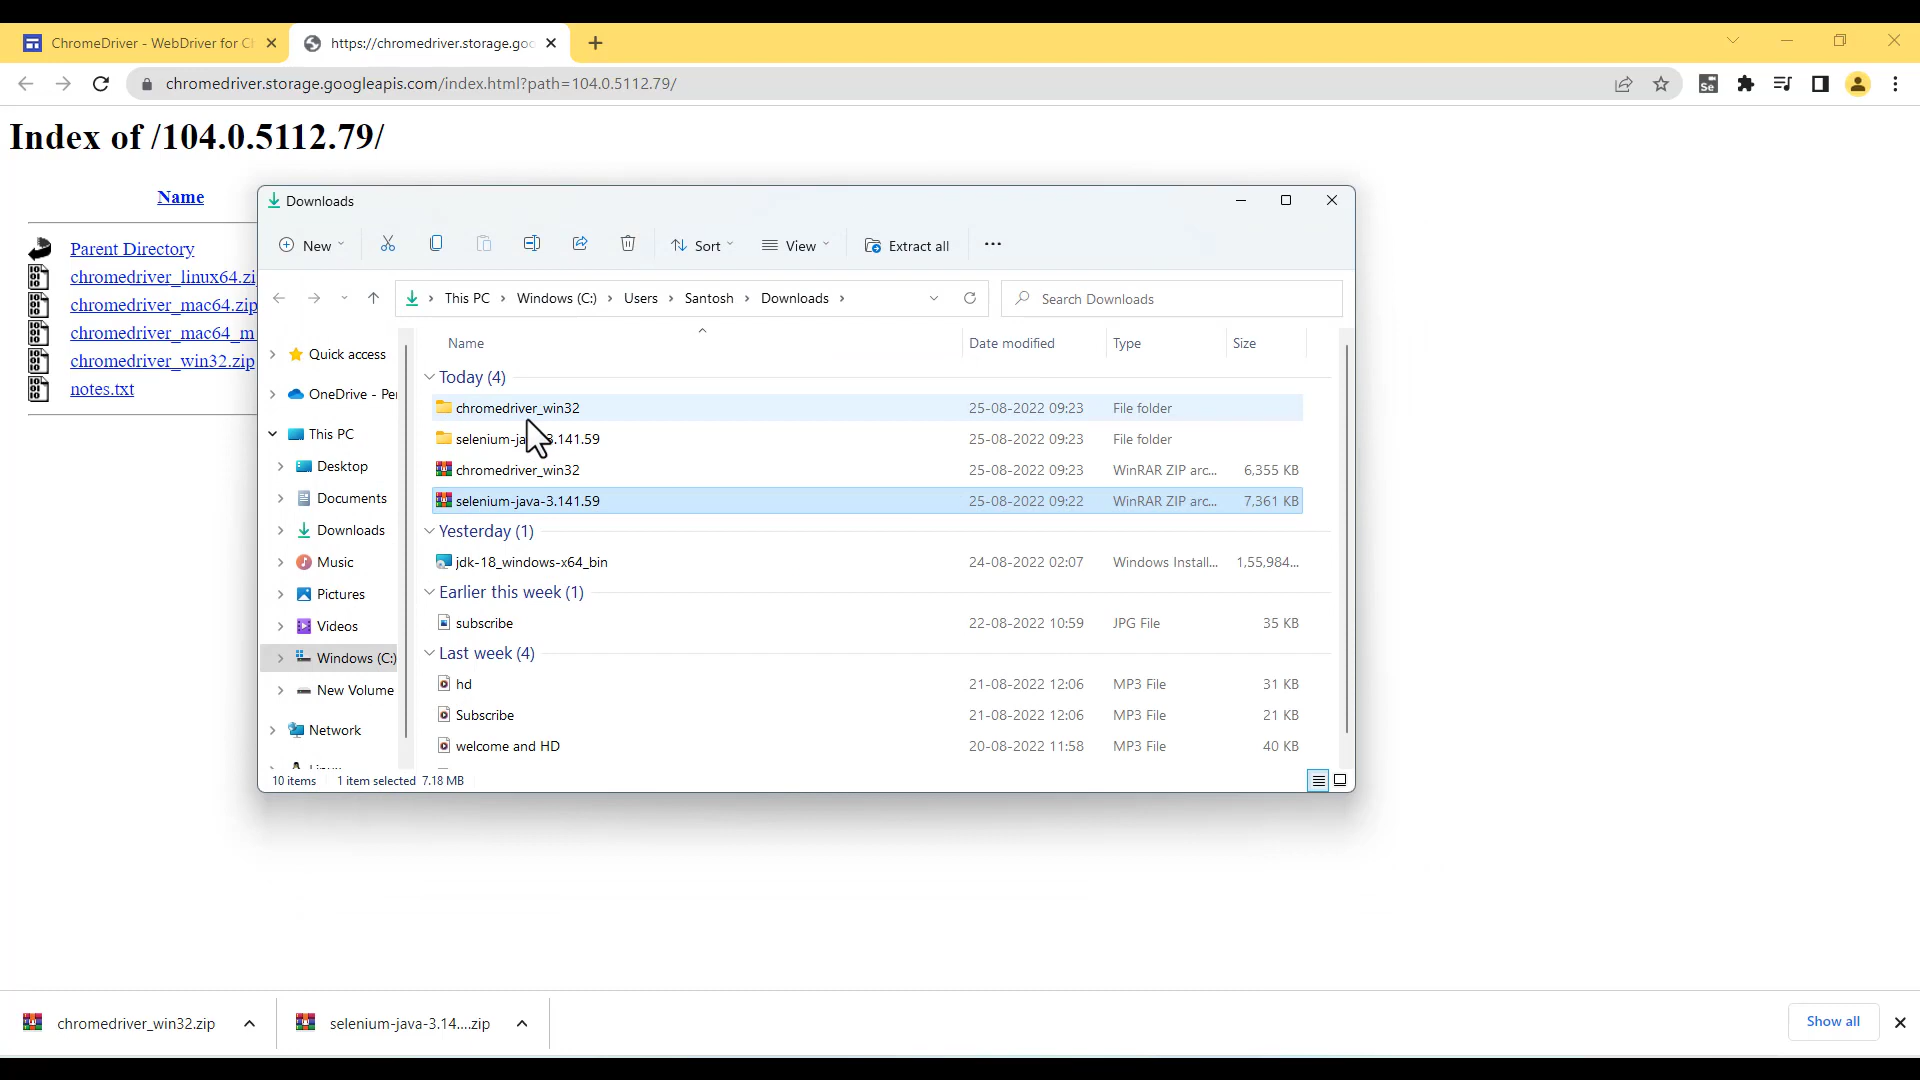 ChromeDriver - WebDriver for C
https://chromedriver.storage.goo
chromedriver.storage.googleapis.com/index.html?path=104.0.5112.79/
Se
Index of /104.0.5112.79/
Name
Parent Directory
chromedriver_linux64.zi
chromedriver_mac64.zip
chromedriver_mac64_m
chromedriver_win32.zip
notes.txt
Downloads
New
Sort
View
Extract all
This PC > Windows (C:) > Users > Santosh > Downloads >
Search Downloads
Quick access
OneDrive - Per
This PC
Desktop
Documents
Downloads
Music
Pictures
Videos
Windows (C:)
New Volume
Network
Name Date modified Type Size
Today (4)
chromedriver_win32 25-08-2022 09:23 File folder
selenium-ja 3.141.59 25-08-2022 09:23 File folder
chromedriver_win32 25-08-2022 09:23 WinRAR ZIP arc... 6,355 KB
selenium-java-3.141.59 25-08-2022 09:22 WinRAR ZIP arc... 7,361 KB
Yesterday (1)
jdk-18_windows-x64_bin 24-08-2022 02:07 Windows Install... 1,55,984...
Earlier this week (1)
subscribe 22-08-2022 10:59 JPG File 35 KB
Last week (4)
hd 21-08-2022 12:06 MP3 File 31 KB
Subscribe 21-08-2022 12:06 MP3 File 21 KB
welcome and HD 20-08-2022 11:58 MP3 File 40 KB
10 items 1 item selected 7.18 MB
chromedriver_win32.zip
selenium-java-3.14....zip
Show all